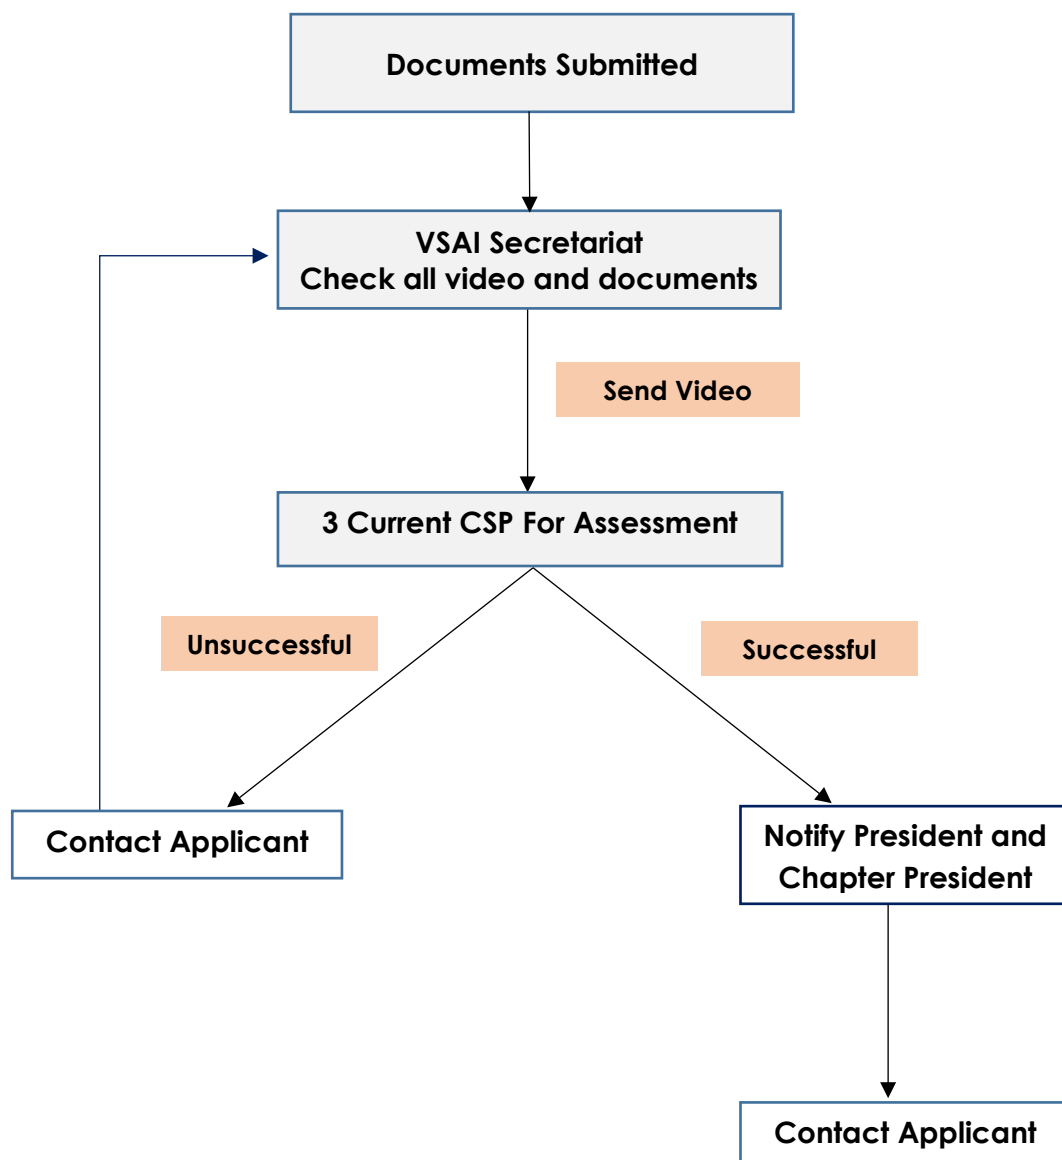 Documents Submitted
VSAI Secretariat
Check all video and documents
Send Video
3 Current CSP For Assessment
Unsuccessful
Successful
Contact Applicant
Notify President and
Chapter President
Contact Applicant